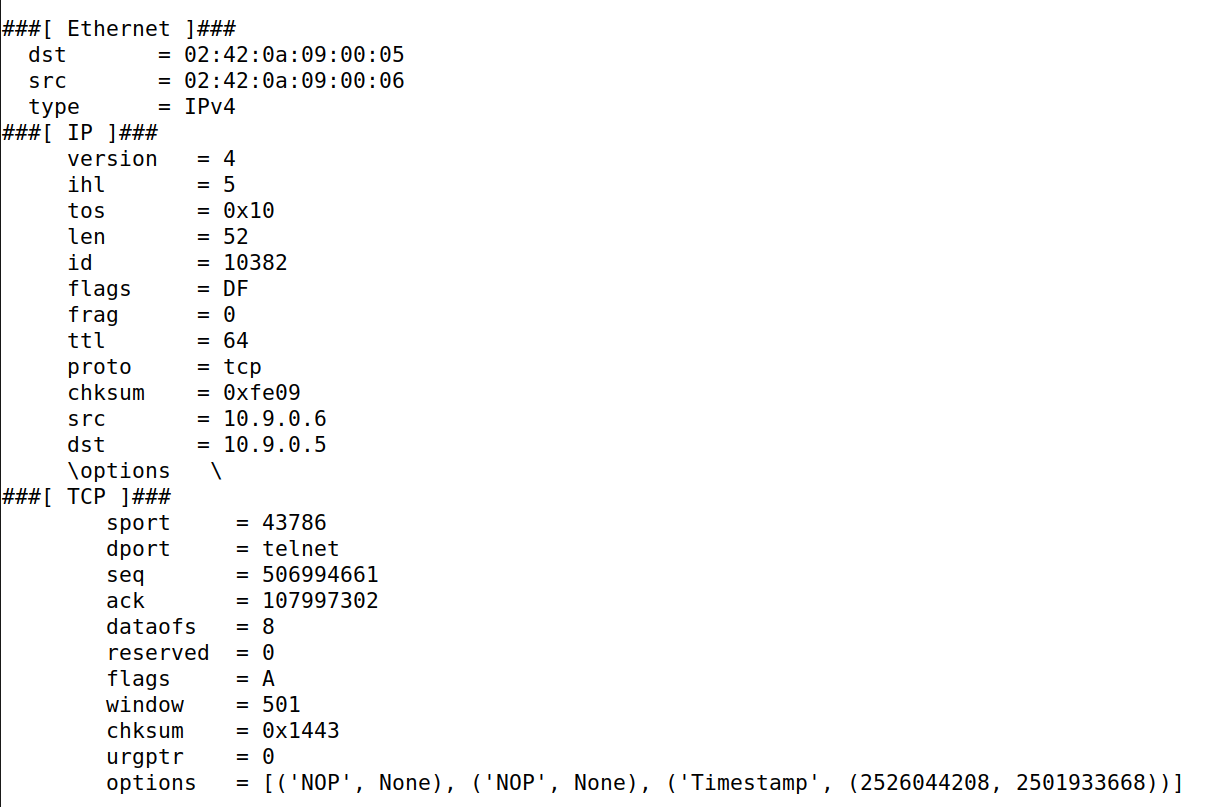 ###[ Ethernet ]###
  dst       = 02:42:0a:09:00:05
  src       = 02:42:0a:09:00:06
  type      = IPv4
###[ IP ]###
     version   = 4
     ihl       = 5
     tos       = 0x10
     len       = 52
     id        = 10382
     flags     = DF
     frag      = 0
     ttl       = 64
     proto     = tcp
     chksum    = 0xfe09
     src       = 10.9.0.6
     dst       = 10.9.0.5
     \options   \
###[ TCP ]###
        sport     = 43786
        dport     = telnet
        seq       = 506994661
        ack       = 107997302
        dataofs   = 8
        reserved  = 0
        flags     = A
        window    = 501
        chksum    = 0x1443
        urgptr    = 0
        options   = [('NOP', None), ('NOP', None), ('Timestamp', (2526044208, 2501933668))]